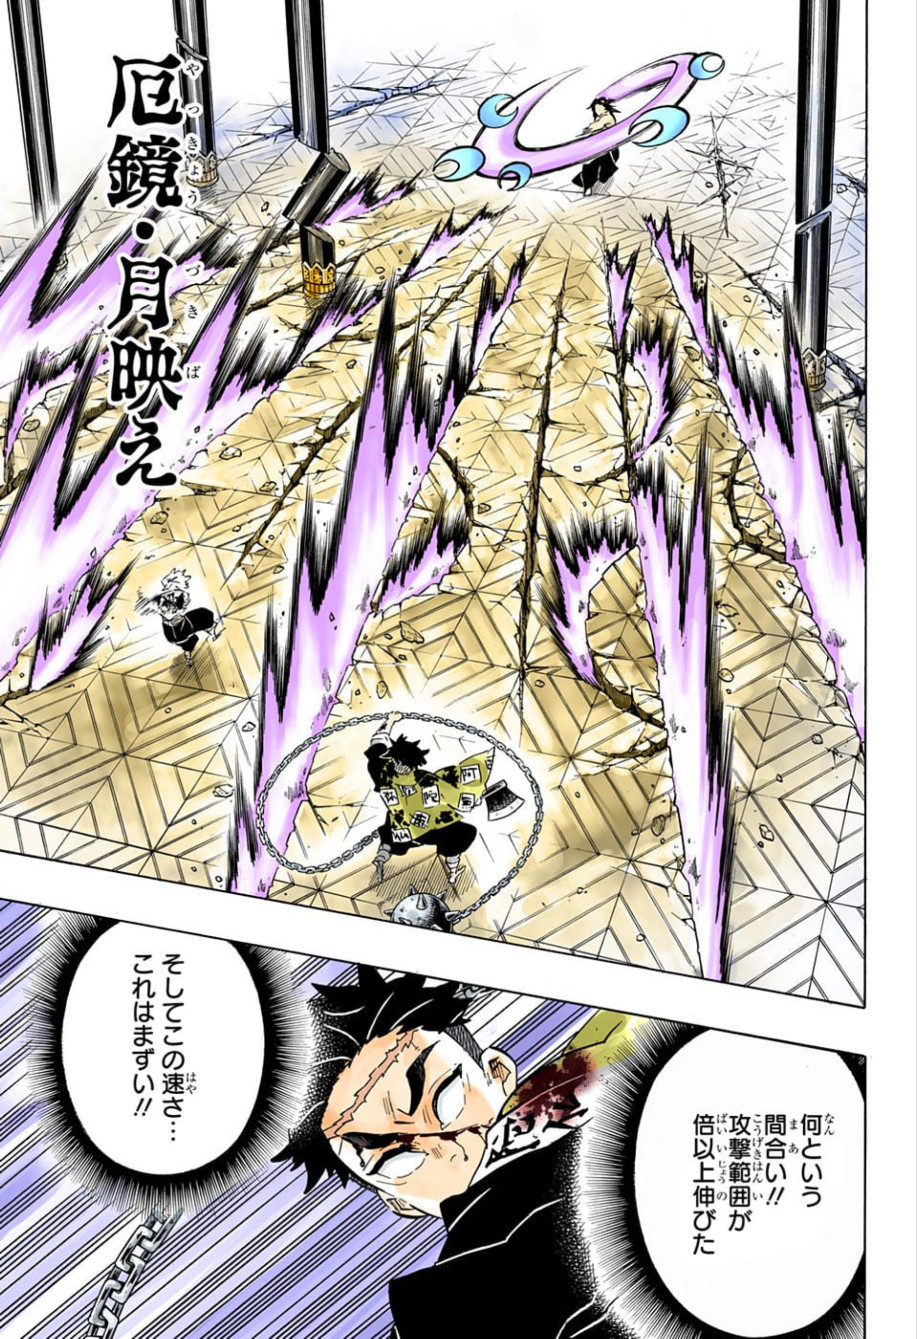 厄鏡・月映え
何という
間合い!!
攻撃範囲が
倍以上伸びた
そしてこの速さ…
これはまずい!!